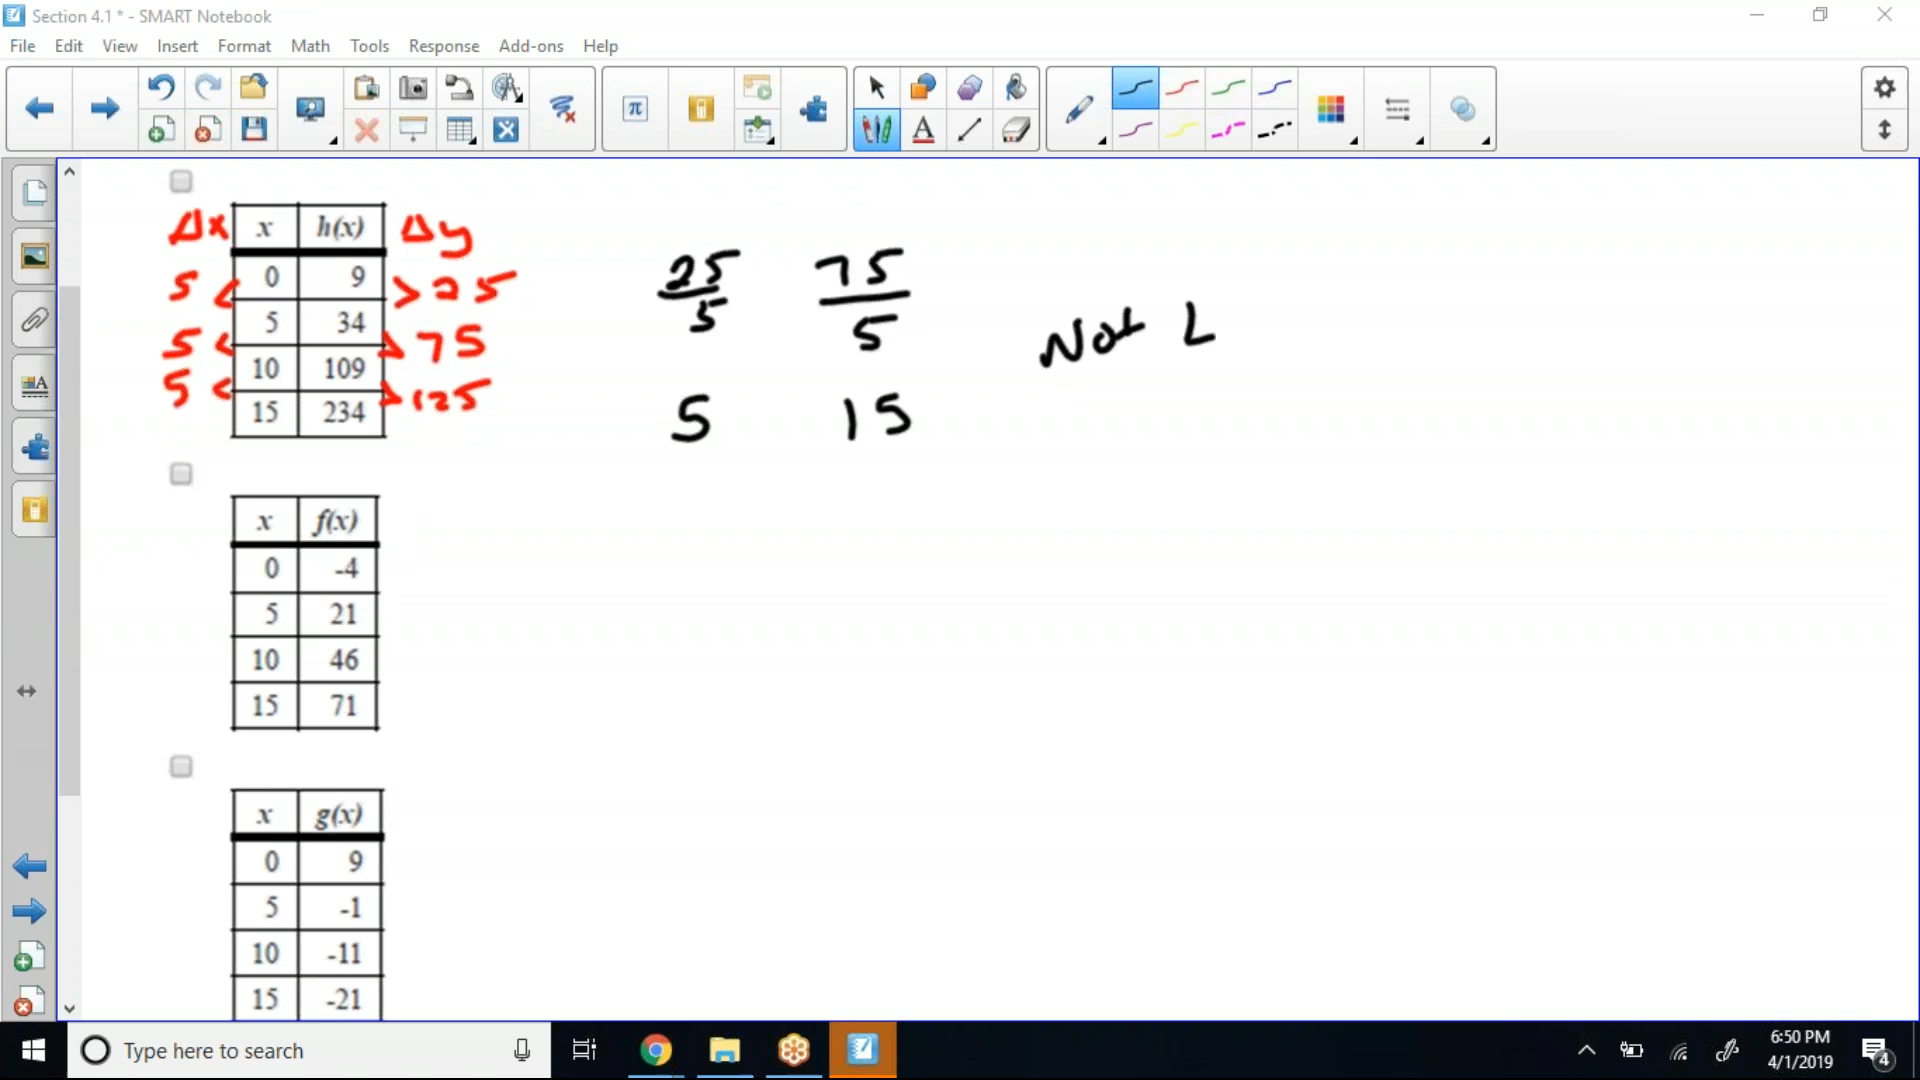 Section 4.1 * - SMART Notebook
File Edit View Insert Format Math Tools Response Add-ons Help
Δx x h(x) Δy
5 < 0 9 > 25
5 < 5 34 > 75
5 < 10 109 > 125
15 234
25 75
5 5
Not L
5 15
x f(x)
0 -4
5 21
10 46
15 71
x g(x)
0 9
5 -1
10 -11
15 -21
Type here to search
6:50 PM
4/1/2019
4